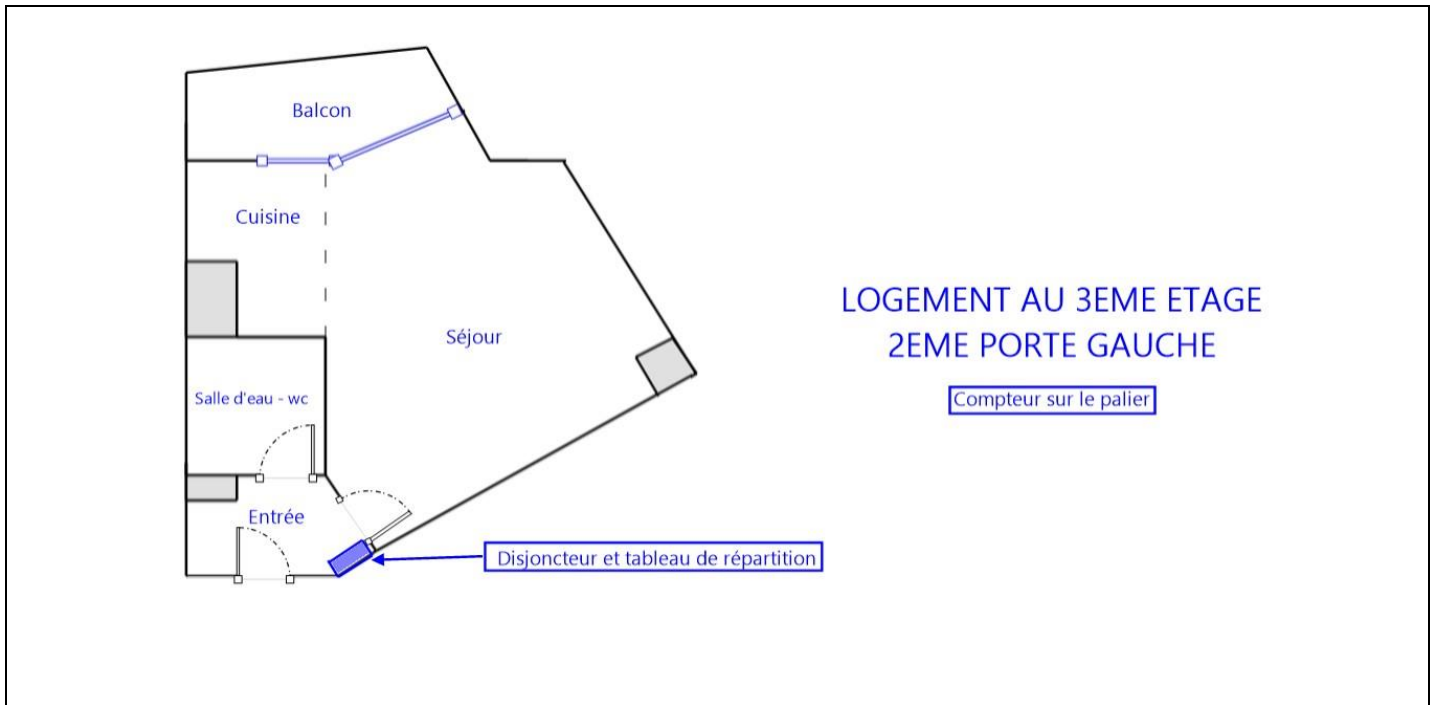 Balcon
Cuisine
Séjour
Salle d'eau - wc
Entrée
Disjoncteur et tableau de répartition
LOGEMENT AU 3EME ETAGE
2EME PORTE GAUCHE
Compteur sur le palier